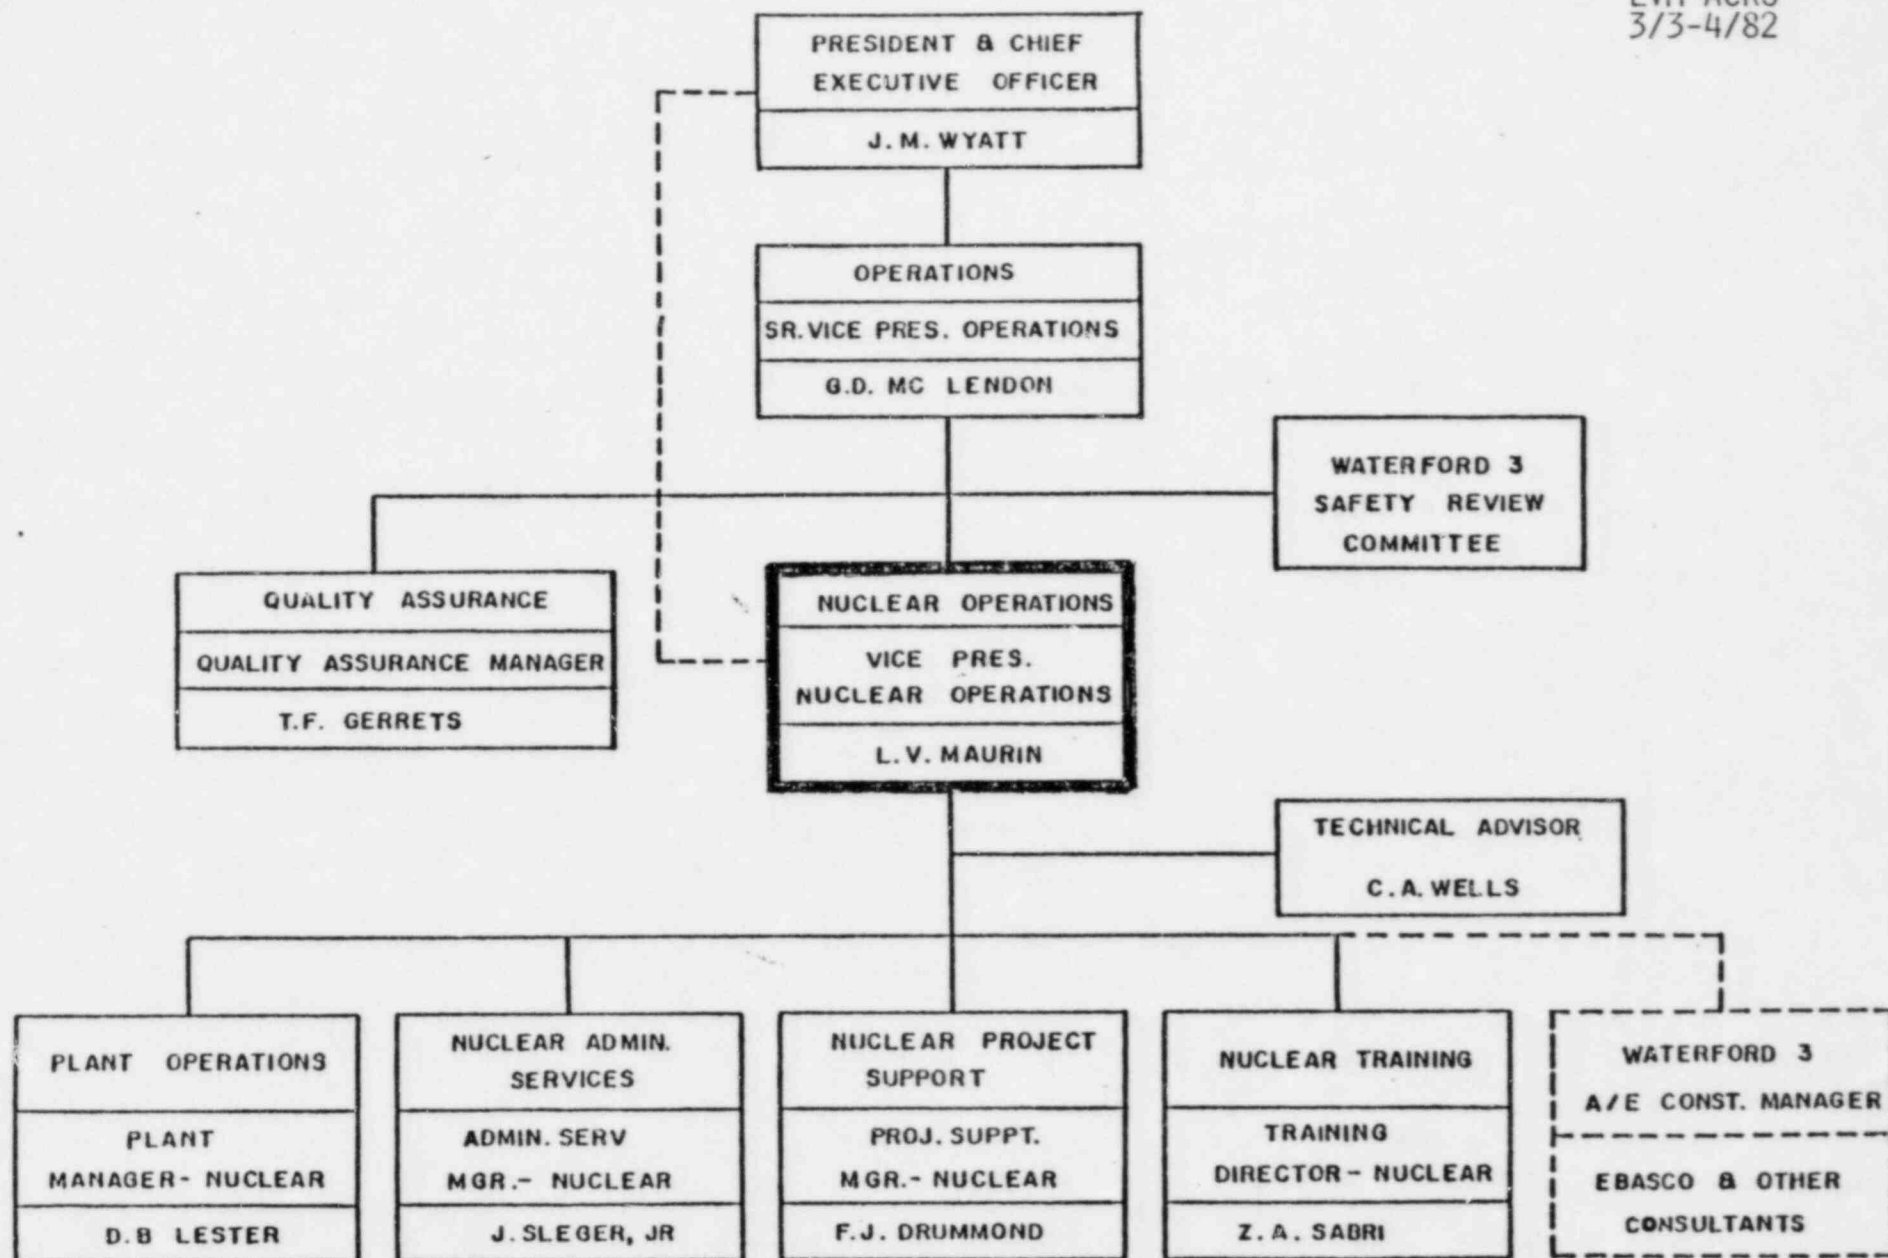 3/3-4/82
PRESIDENT & CHIEF
EXECUTIVE OFFICER
J. M. WYATT
OPERATIONS
SR. VICE PRES. OPERATIONS
G.D. MC LENDON
WATERFORD 3
SAFETY REVIEW
COMMITTEE
QUALITY ASSURANCE
QUALITY ASSURANCE MANAGER
T.F. GERRETS
NUCLEAR OPERATIONS
VICE PRES.
NUCLEAR OPERATIONS
L.V. MAURIN
TECHNICAL ADVISOR
C.A. WELLS
PLANT OPERATIONS
PLANT
MANAGER - NUCLEAR
D.B LESTER
NUCLEAR ADMIN.
SERVICES
ADMIN. SERV
MGR. - NUCLEAR
J. SLEGER, JR
NUCLEAR PROJECT
SUPPORT
PROJ. SUPPT.
MGR. - NUCLEAR
F.J. DRUMMOND
NUCLEAR TRAINING
TRAINING
DIRECTOR - NUCLEAR
Z.A. SABRI
WATERFORD 3
A/E CONST. MANAGER
EBASCO & OTHER
CONSULTANTS